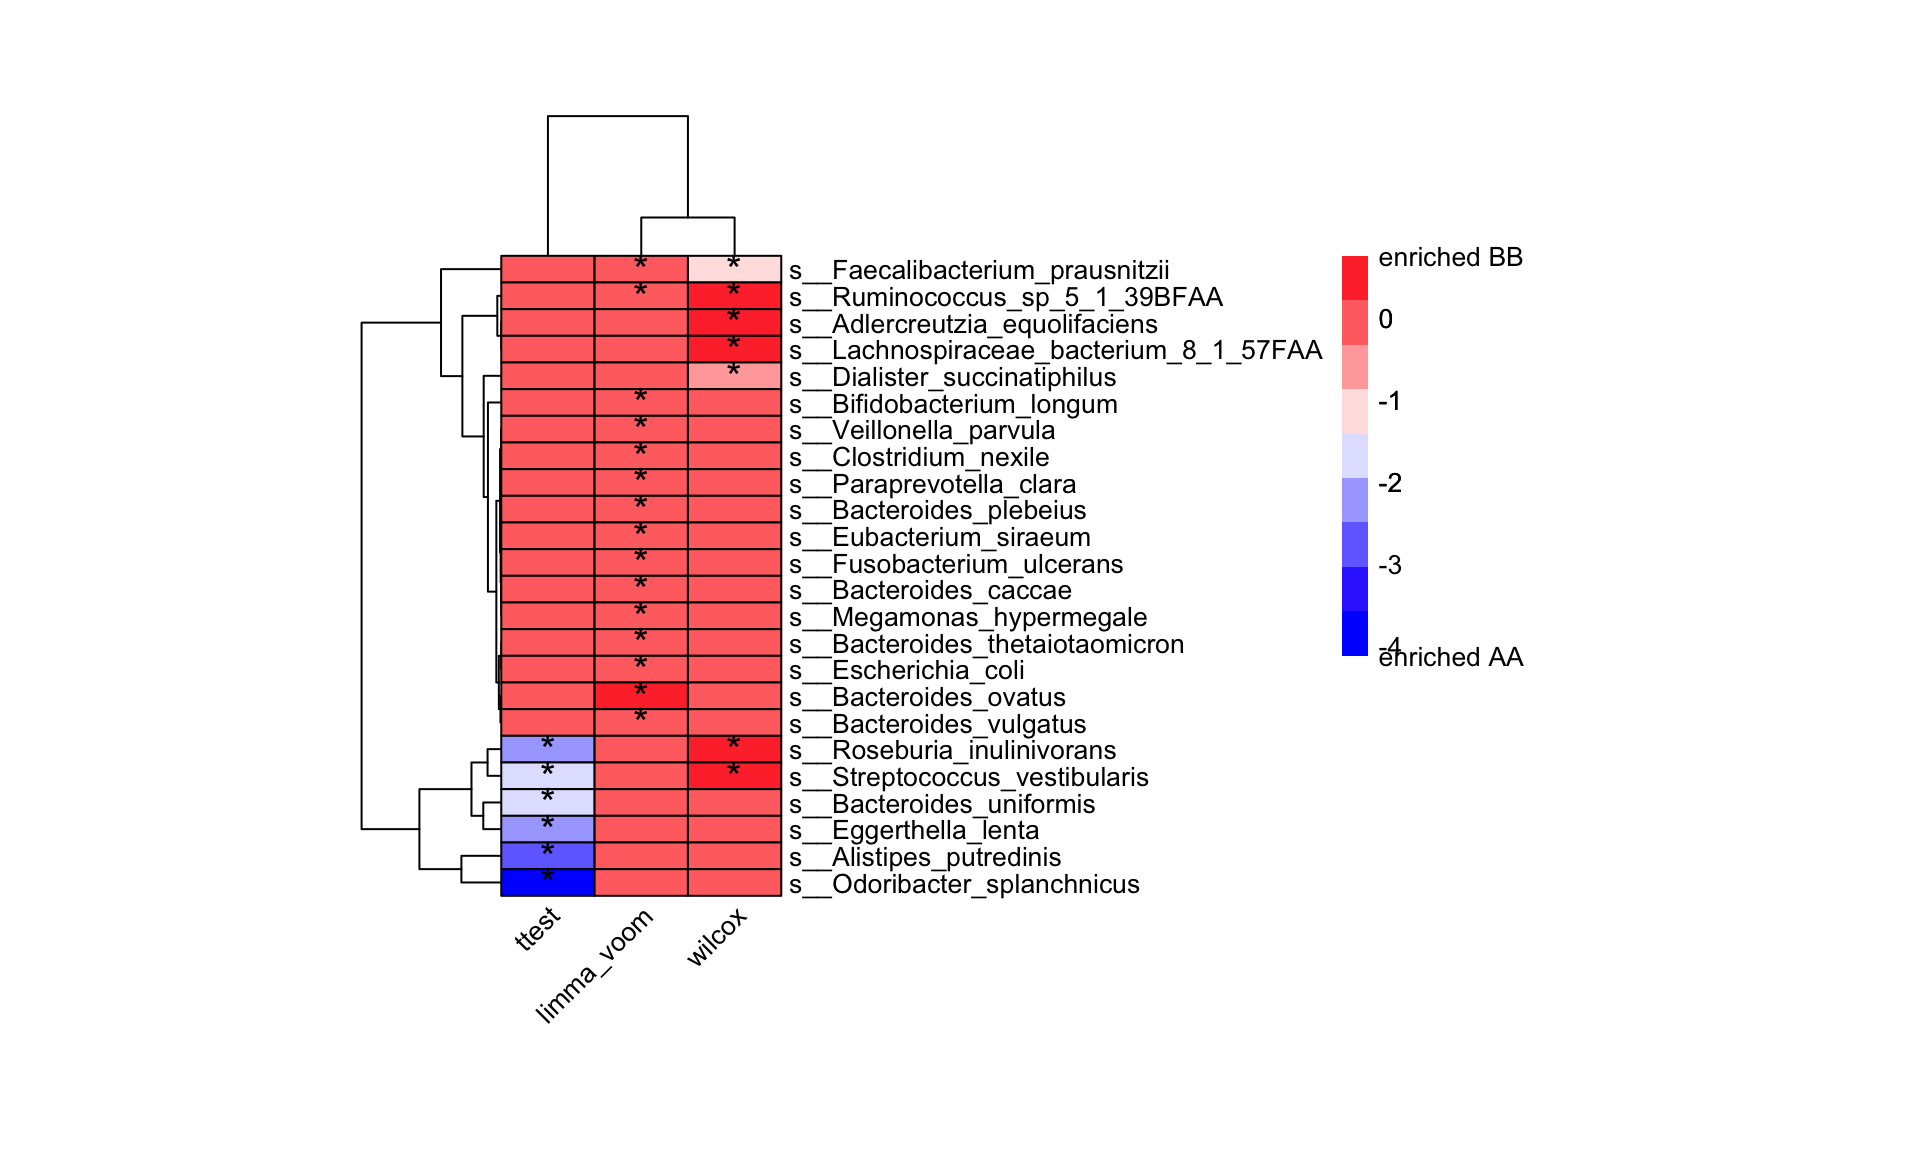 * * s__Faecalibacterium_prausnitzii
* * s__Ruminococcus_sp_5_1_39BFAA
* s__Adlercreutzia_equolifaciens
* s__Lachnospiraceae_bacterium_8_1_57FAA
* s__Dialister_succinatiphilus
* s__Bifidobacterium_longum
* s__Veillonella_parvula
* s__Clostridium_nexile
* s__Paraprevotella_clara
* s__Bacteroides_plebeius
* s__Eubacterium_siraeum
* s__Fusobacterium_ulcerans
* s__Bacteroides_caccae
* s__Megamonas_hypermegale
* s__Bacteroides_thetaiotaomicron
* s__Escherichia_coli
* s__Bacteroides_ovatus
* s__Bacteroides_vulgatus
* * s__Roseburia_inulinivorans
* * s__Streptococcus_vestibularis
* s__Bacteroides_uniformis
* s__Eggerthella_lenta
* s__Alistipes_putredinis
* s__Odoribacter_splanchnicus
ttest
limma_voom
wilcox
enriched BB
0
-1
-2
-3
-4
enriched AA